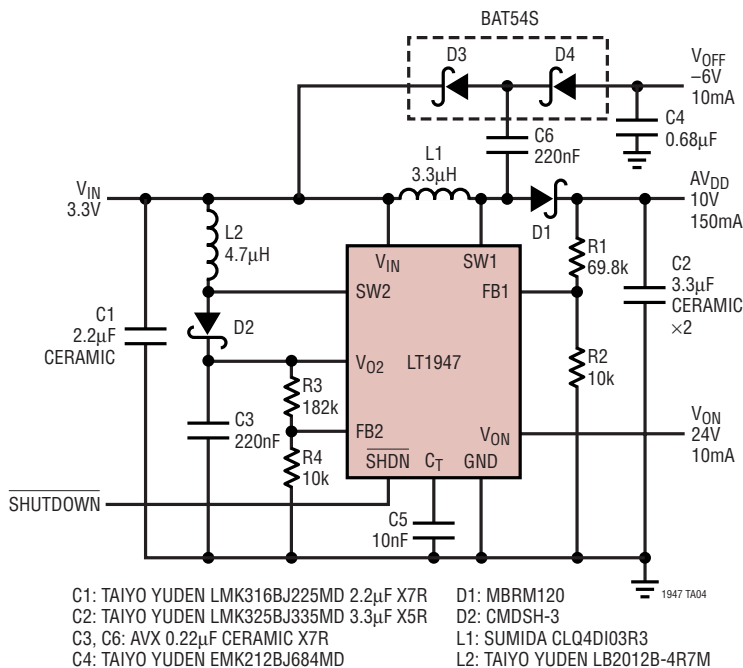 BAT54S
D3
D4
VOFF
–6V
10mA
C4
0.68µF
C6
220nF
L1
3.3µH
VIN
3.3V
AVDD
10V
150mA
D1
L2
4.7µH
VIN
SW1
R1
69.8k
C2
3.3µF
CERAMIC
×2
SW2
FB1
C1
2.2µF
CERAMIC
D2
VO2
LT1947
R2
10k
R3
182k
C3
220nF
FB2
VON
VON
24V
10mA
R4
10k
SHDN
CT
GND
SHUTDOWN
C5
10nF
1947 TA04
C1: TAIYO YUDEN LMK316BJ225MD 2.2µF X7R
C2: TAIYO YUDEN LMK325BJ335MD 3.3µF X5R
C3, C6: AVX 0.22µF CERAMIC X7R
C4: TAIYO YUDEN EMK212BJ684MD
D1: MBRM120
D2: CMDSH-3
L1: SUMIDA CLQ4DI03R3
L2: TAIYO YUDEN LB2012B-4R7M